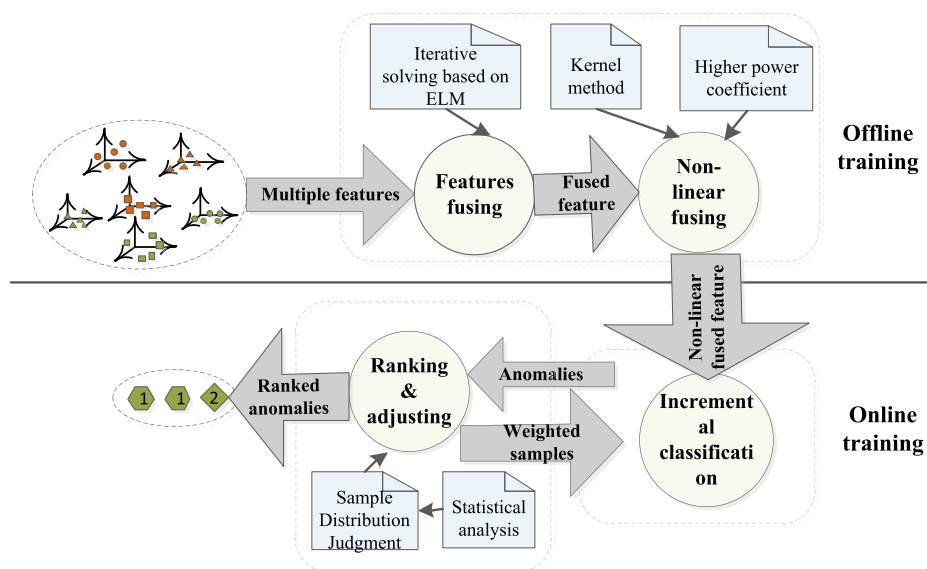 Iterative
solving based on
ELM
Kernel
method
Higher power
coefficient
Offline
training
Multiple features
Features
fusing
Fused
feature
Non-
linear
fusing
Non-linear
fused feature
Ranking
&
adjusting
Anomalies
Ranked
anomalies
1 1 2
Weighted
samples
Increment
al
classificati
on
Online
training
Sample
Distribution
Judgment
Statistical
analysis